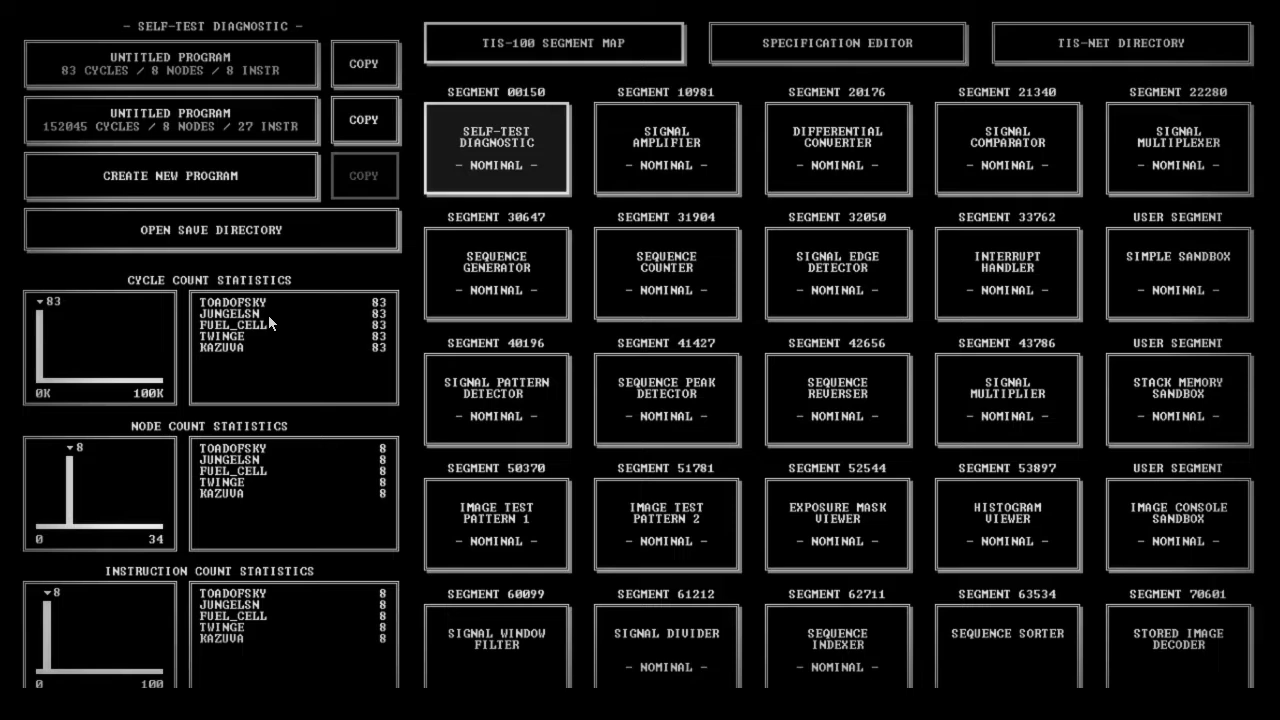 - SELF-TEST DIAGNOSTIC -
UNTITLED PROGRAM
83 CYCLES / 8 NODES / 8 INSTR
COPY
UNTITLED PROGRAM
152045 CYCLES / 8 NODES / 27 INSTR
COPY
CREATE NEW PROGRAM
COPY
OPEN SAVE DIRECTORY
CYCLE COUNT STATISTICS
83
0K 100K
TOADOFSKY 83
JUNGELSN 83
FUEL_CELL 83
TWINGE 83
KAZUVA 83
NODE COUNT STATISTICS
8
0 34
TOADOFSKY 8
JUNGELSN 8
FUEL_CELL 8
TWINGE 8
KAZUVA 8
INSTRUCTION COUNT STATISTICS
8
0 100
TOADOFSKY 8
JUNGELSN 8
FUEL_CELL 8
TWINGE 8
KAZUVA 8
TIS-100 SEGMENT MAP
SPECIFICATION EDITOR
TIS-NET DIRECTORY
SEGMENT 00150
SELF-TEST
DIAGNOSTIC
- NOMINAL -
SEGMENT 10981
SIGNAL
AMPLIFIER
- NOMINAL -
SEGMENT 20176
DIFFERENTIAL
CONVERTER
- NOMINAL -
SEGMENT 21340
SIGNAL
COMPARATOR
- NOMINAL -
SEGMENT 22280
SIGNAL
MULTIPLEXER
- NOMINAL -
SEGMENT 30647
SEQUENCE
GENERATOR
- NOMINAL -
SEGMENT 31904
SEQUENCE
COUNTER
- NOMINAL -
SEGMENT 32050
SIGNAL EDGE
DETECTOR
- NOMINAL -
SEGMENT 33762
INTERRUPT
HANDLER
- NOMINAL -
USER SEGMENT
SIMPLE SANDBOX
SEGMENT 40196
SIGNAL PATTERN
DETECTOR
- NOMINAL -
SEGMENT 41427
SEQUENCE PEAK
DETECTOR
- NOMINAL -
SEGMENT 42656
SEQUENCE
REVERSER
- NOMINAL -
SEGMENT 43786
SIGNAL
MULTIPLIER
- NOMINAL -
USER SEGMENT
STACK MEMORY
SANDBOX
SEGMENT 50370
IMAGE TEST
PATTERN 1
- NOMINAL -
SEGMENT 51781
IMAGE TEST
PATTERN 2
- NOMINAL -
SEGMENT 52544
EXPOSURE MASK
VIEWER
- NOMINAL -
SEGMENT 53897
HISTOGRAM
VIEWER
- NOMINAL -
USER SEGMENT
IMAGE CONSOLE
SANDBOX
SEGMENT 60099
SIGNAL WINDOW
FILTER
SEGMENT 61212
SIGNAL DIVIDER
- NOMINAL -
SEGMENT 62711
SEQUENCE
INDEXER
- NOMINAL -
SEGMENT 63534
SEQUENCE SORTER
SEGMENT 70601
STORED IMAGE
DECODER